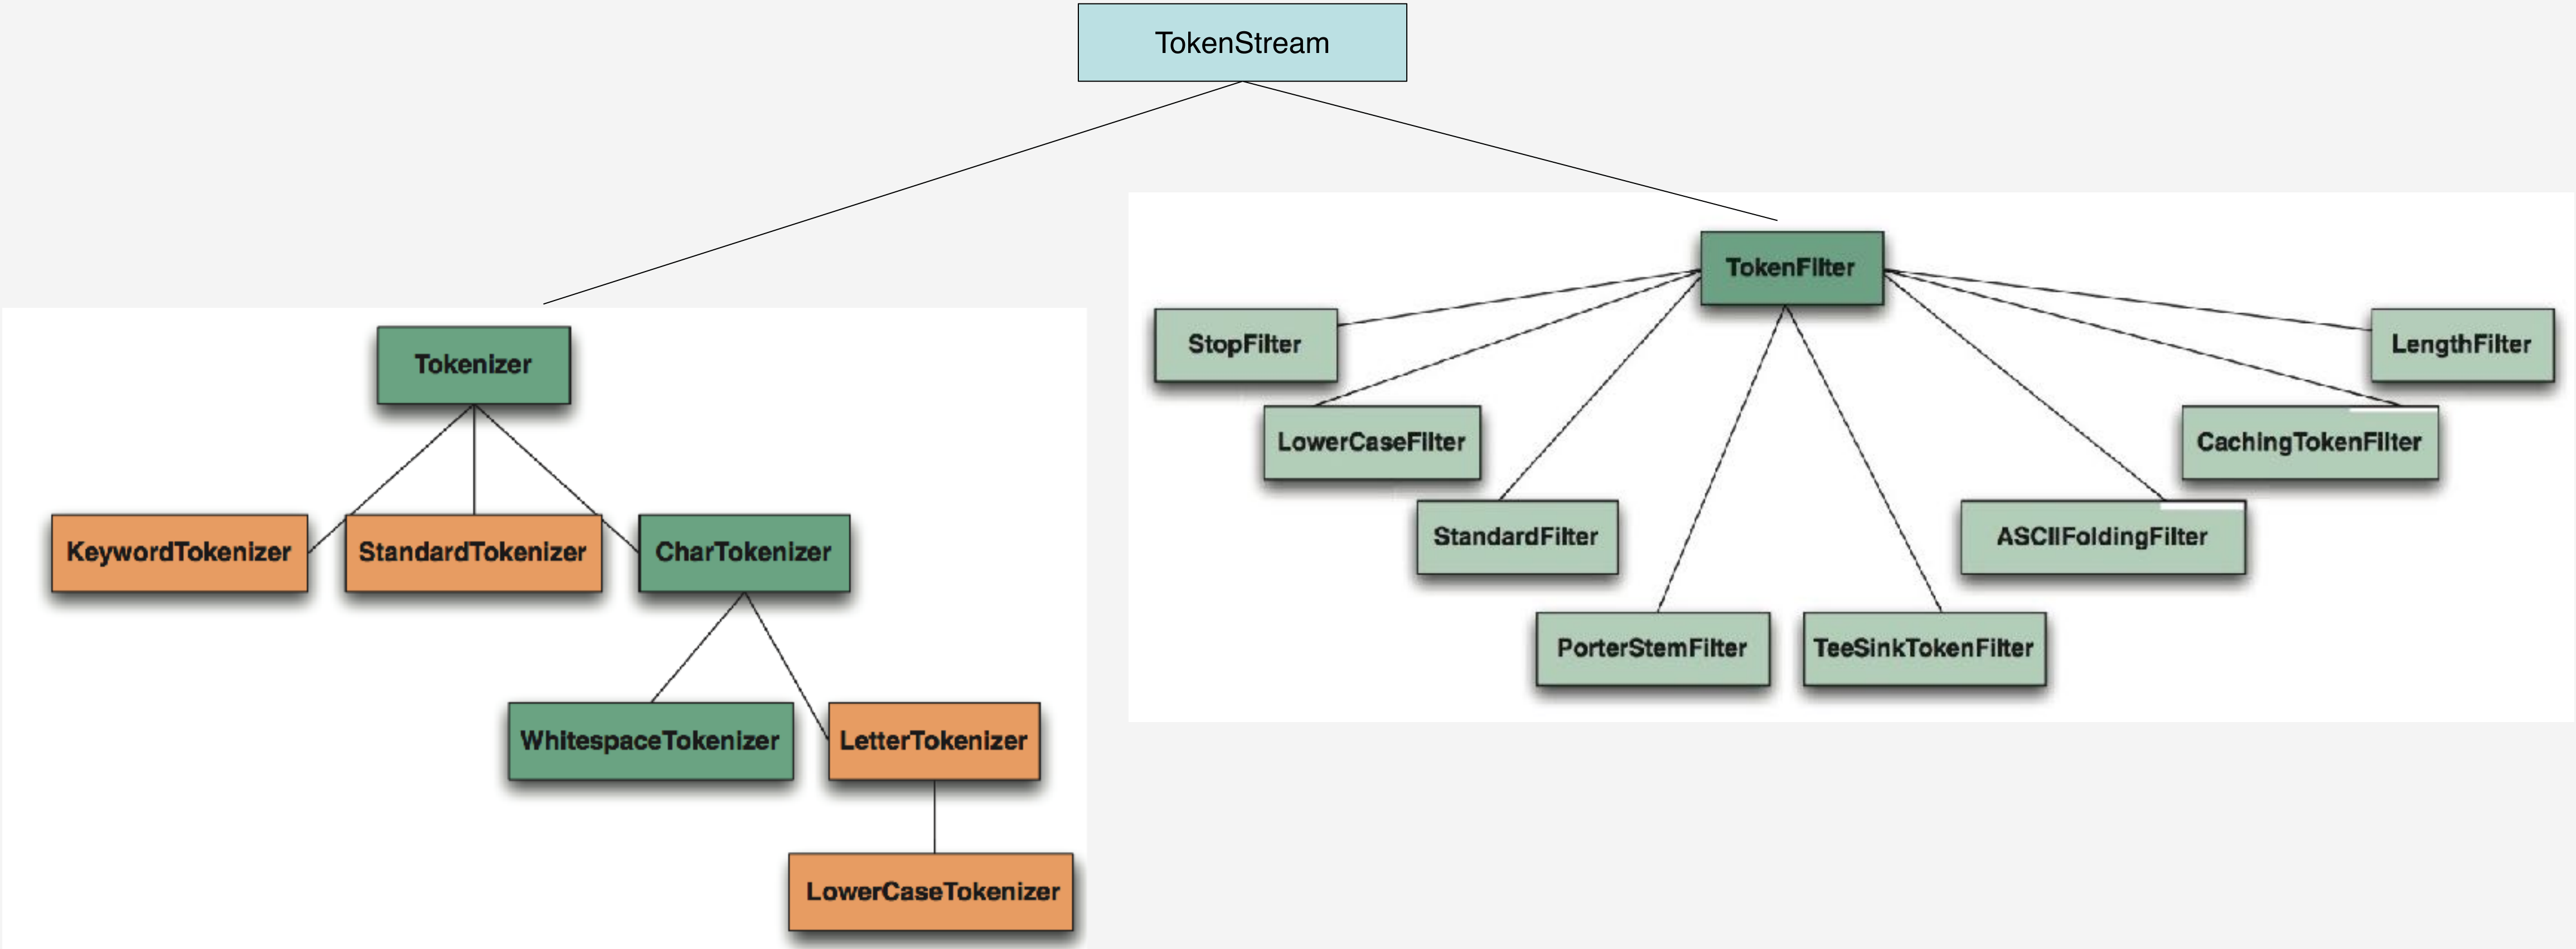 TokenStream
TokenFilter
StopFilter
LengthFilter
Tokenizer
LowerCaseFilter
CachingTokenFilter
StandardFilter
ASCIIFoldingFilter
KeywordTokenizer
StandardTokenizer
CharTokenizer
PorterStemFilter
TeeSinkTokenFilter
WhitespaceTokenizer
LetterTokenizer
LowerCaseTokenizer